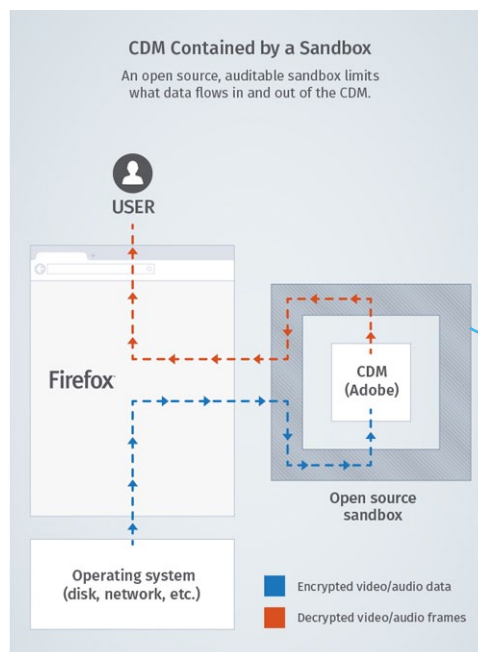 CDM Contained by a Sandbox
An open source, auditable sandbox limits
what data flows in and out of the CDM.
USER
Firefox
CDM
(Adobe)
Open source
sandbox
Operating system
(disk, network, etc.)
Encrypted video/audio data
Decrypted video/audio frames